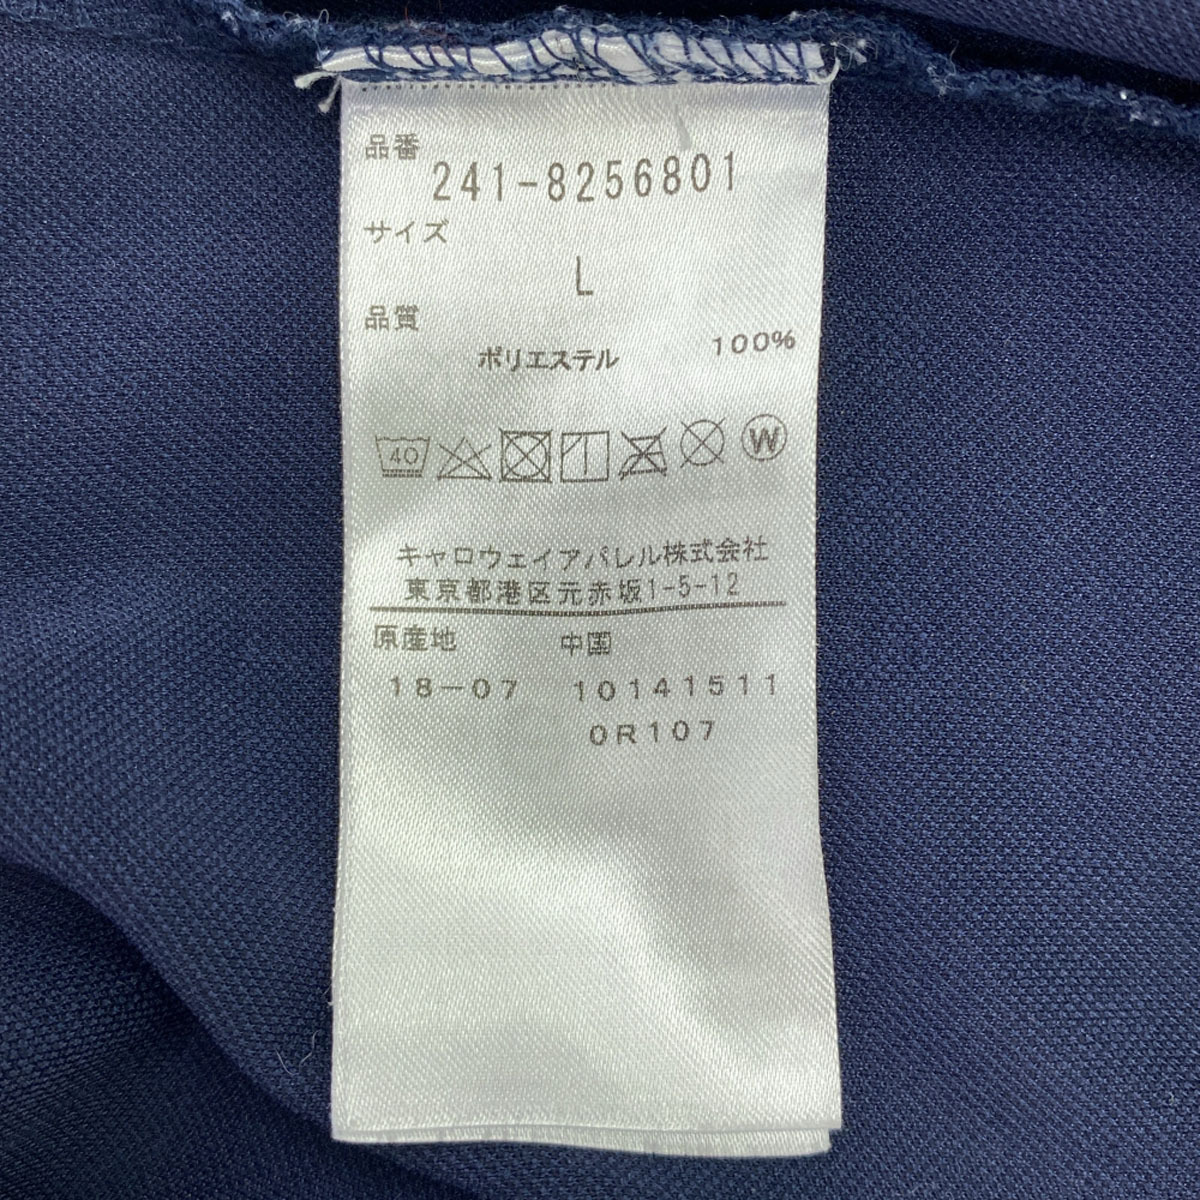 品番
241-8256801
サイズ
L
品質
ポリエステル 100%
40
W
キャロウェイアパレル株式会社
東京都港区元赤坂1-5-12
原産地 中国
18-07 10141511
0R107